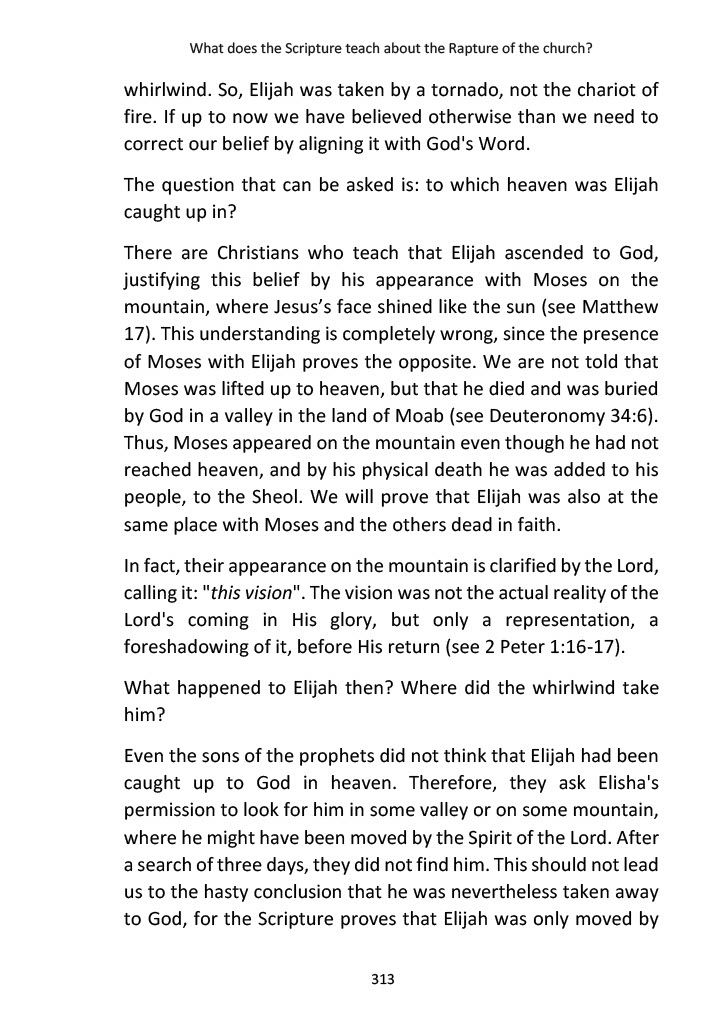 What does the Scripture teach about the Rapture of the church?
whirlwind. So, Elijah was taken by a tornado, not the chariot of
fire. If up to now we have believed otherwise than we need to
correct our belief by aligning it with God's Word.
The question that can be asked is: to which heaven was Elijah
caught up in?
There are Christians who teach that Elijah ascended to God,
justifying this belief by his appearance with Moses on the
mountain, where Jesus’s face shined like the sun (see Matthew
17). This understanding is completely wrong, since the presence
of Moses with Elijah proves the opposite. We are not told that
Moses was lifted up to heaven, but that he died and was buried
by God in a valley in the land of Moab (see Deuteronomy 34:6).
Thus, Moses appeared on the mountain even though he had not
reached heaven, and by his physical death he was added to his
people, to the Sheol. We will prove that Elijah was also at the
same place with Moses and the others dead in faith.
In fact, their appearance on the mountain is clarified by the Lord,
calling it: "this vision". The vision was not the actual reality of the
Lord's coming in His glory, but only a representation, a
foreshadowing of it, before His return (see 2 Peter 1:16-17).
What happened to Elijah then? Where did the whirlwind take
him?
Even the sons of the prophets did not think that Elijah had been
caught up to God in heaven. Therefore, they ask Elisha's
permission to look for him in some valley or on some mountain,
where he might have been moved by the Spirit of the Lord. After
a search of three days, they did not find him. This should not lead
us to the hasty conclusion that he was nevertheless taken away
to God, for the Scripture proves that Elijah was only moved by
313